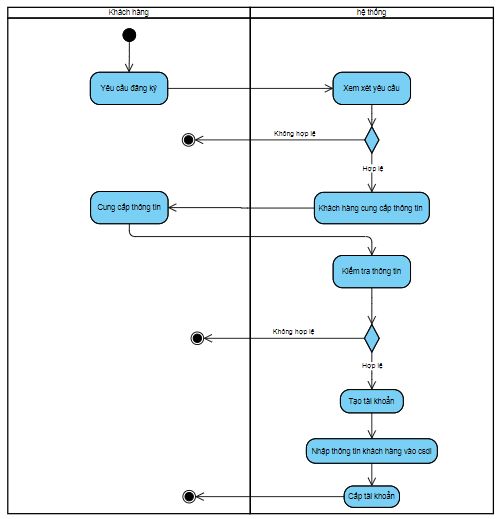 Khách hàng
hệ thống
Yêu cầu đăng ký
Xem xét yêu cầu
Không hợp lệ
Hợp lệ
Cung cấp thông tin
Khách hàng cung cấp thông tin
Kiểm tra thông tin
Không hợp lệ
Hợp lệ
Tạo tài khoản
Nhập thông tin khách hàng vào csdl
Cấp tài khoản